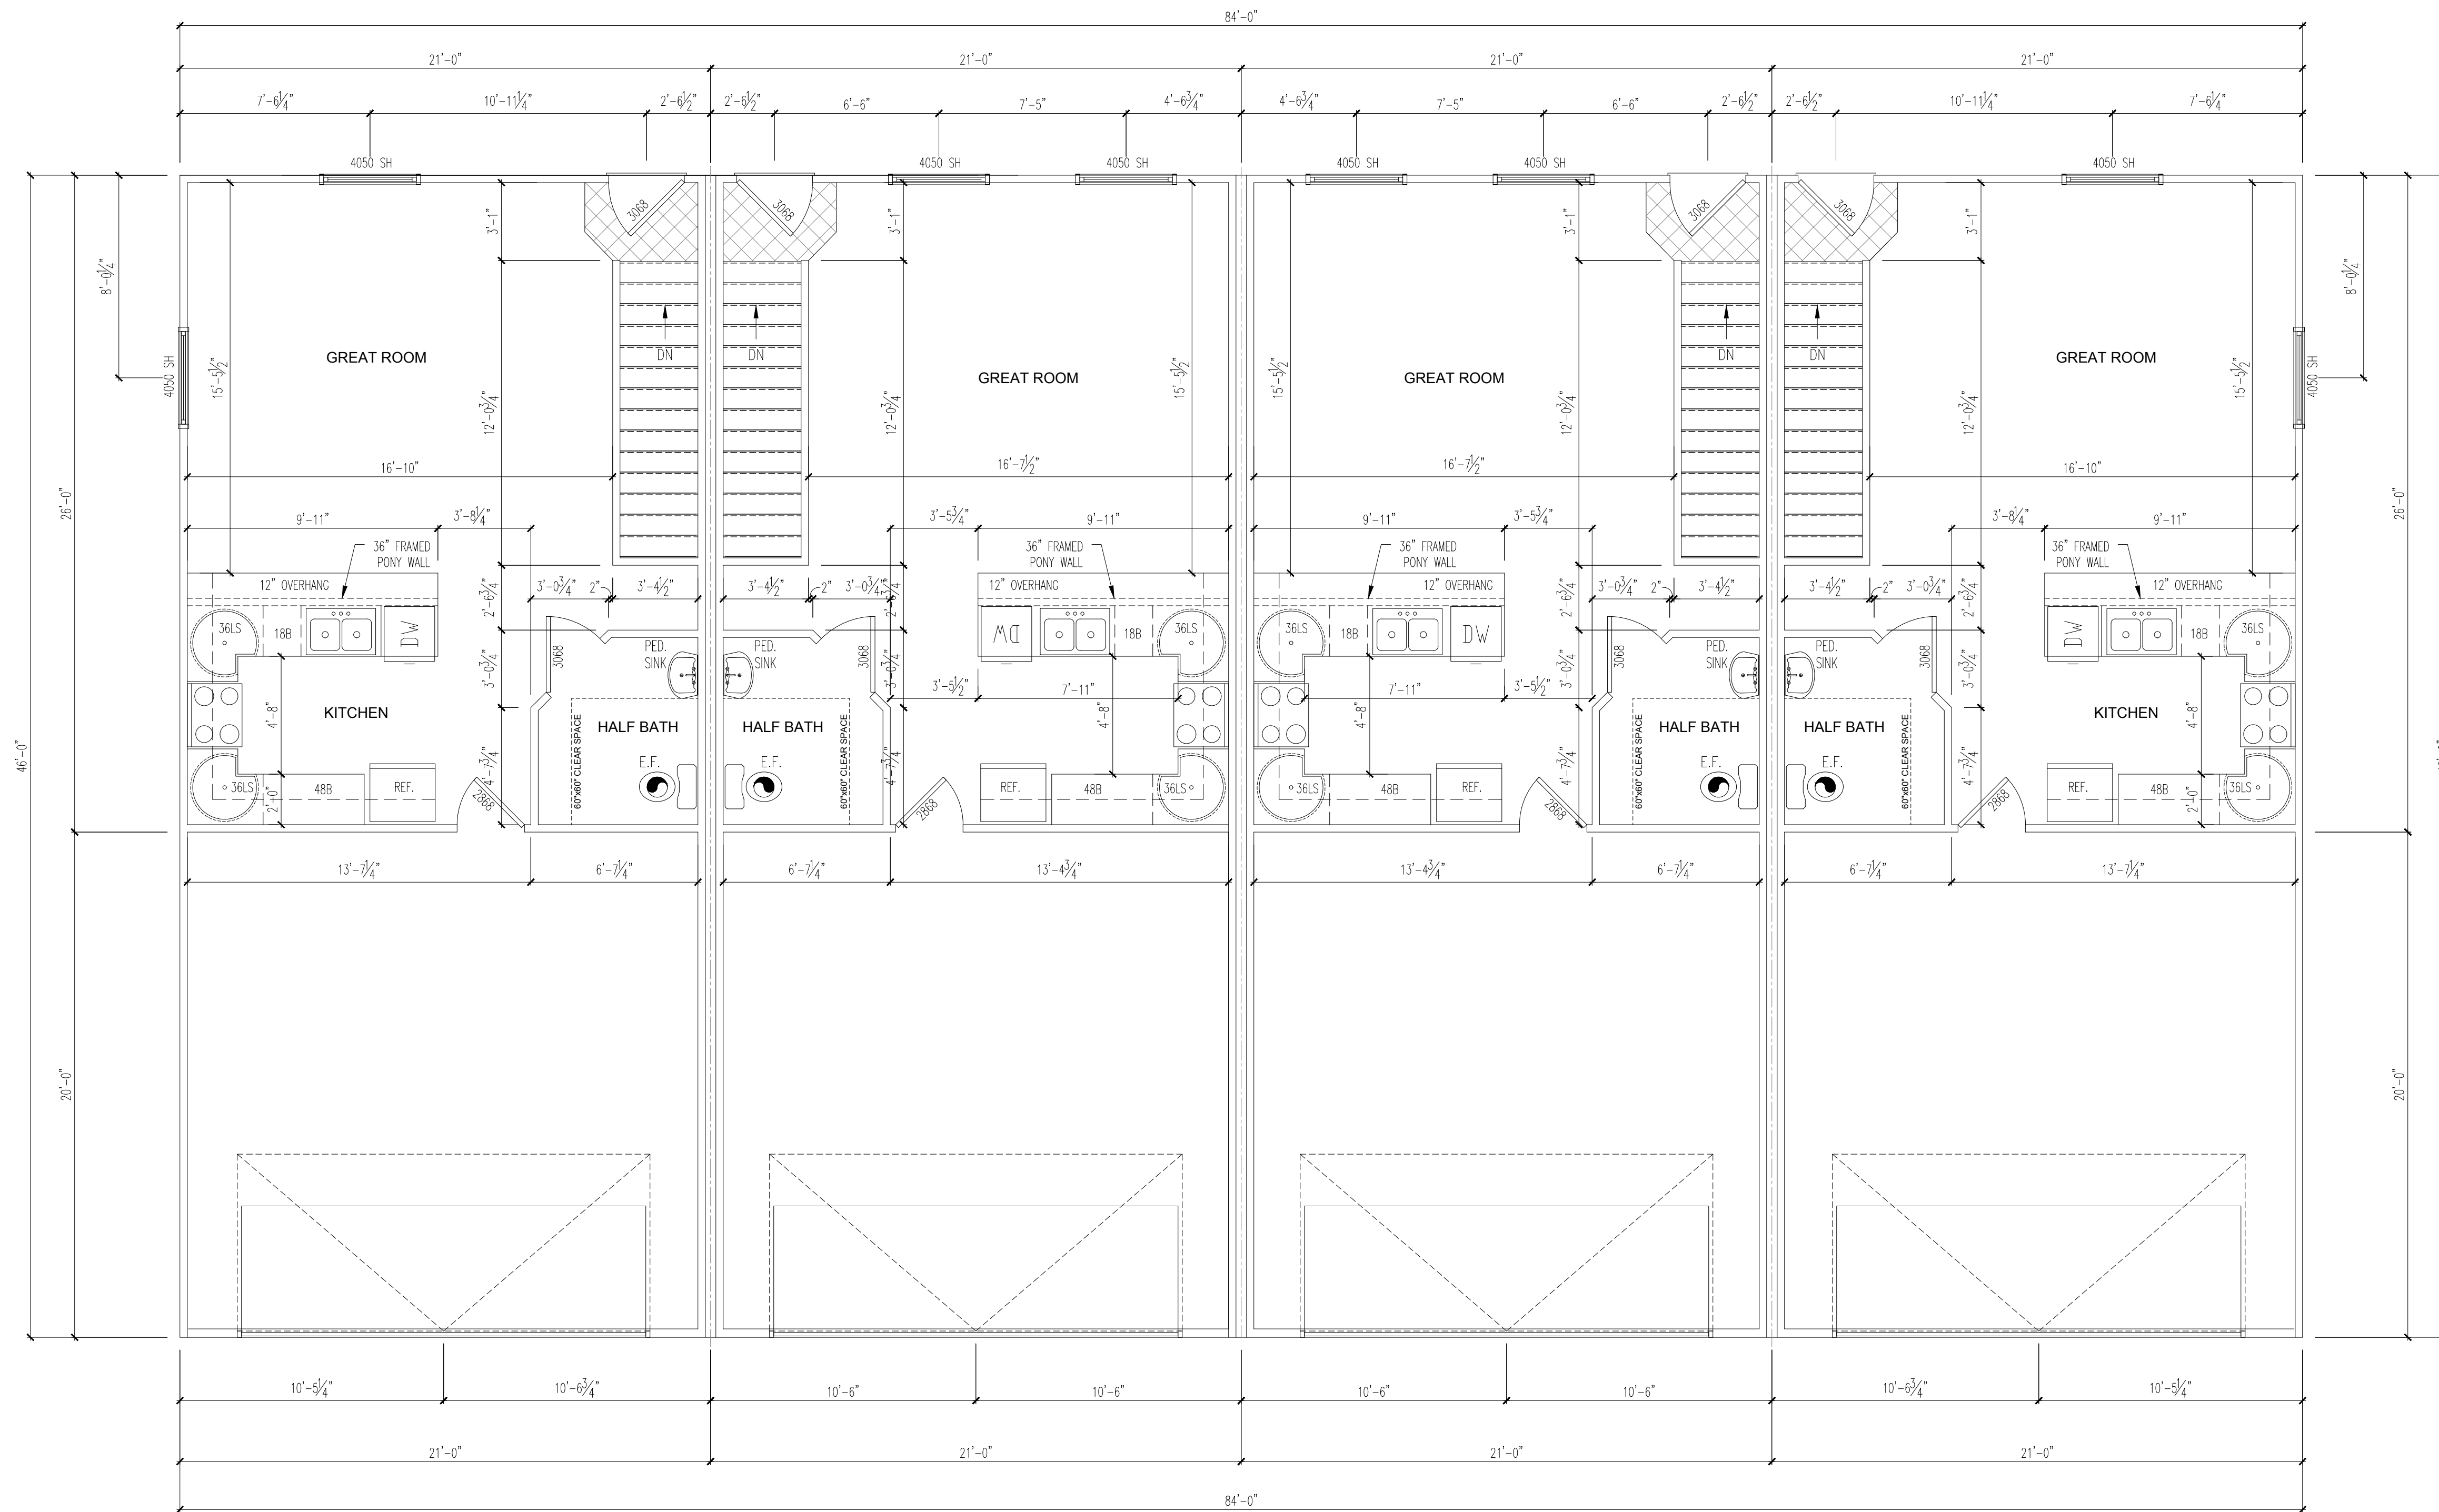 84'-0"
21'-0" 21'-0" 21'-0" 21'-0"
7'-6¼" 10'-11¼" 2'-6½" 2'-6½" 6'-6" 7'-5" 4'-6¾" 4'-6¾" 7'-5" 6'-6" 2'-6½" 2'-6½" 10'-11¼" 7'-6¼"
4050 SH 4050 SH 4050 SH 4050 SH 4050 SH 4050 SH
3068 3068 3068 3068
3'-1" 3'-1" 3'-1" 3'-1"
8'-0¼" 8'-0¼"
4050 SH 4050 SH
DN DN DN DN
GREAT ROOM GREAT ROOM GREAT ROOM GREAT ROOM
15'-5½" 15'-5½" 15'-5½" 15'-5½"
12'-0¾" 12'-0¾" 12'-0¾" 12'-0¾"
16'-10" 16'-7½" 16'-7½" 16'-10"
26'-0" 26'-0"
9'-11" 3'-8¼" 3'-5¾" 9'-11" 9'-11" 3'-5¾" 3'-8¼" 9'-11"
36" FRAMED 36" FRAMED 36" FRAMED 36" FRAMED
PONY WALL PONY WALL PONY WALL PONY WALL
12" OVERHANG 12" OVERHANG 12" OVERHANG 12" OVERHANG
3'-0¾" 2" 3'-4½" 3'-4½" 2" 3'-0¾" 3'-0¾" 2" 3'-4½" 3'-4½" 2" 3'-0¾"
2'-6¾" 2'-6¾" 2'-6¾" 2'-6¾"
36LS 18B DW DW 18B 36LS 36LS 18B DW DW 18B 36LS
PED. PED. PED. PED.
SINK SINK SINK SINK
3068 3068 3068 3068
3'-0¾" 3'-0¾" 3'-0¾" 3'-0¾"
3'-5½" 7'-11" 7'-11" 3'-5½"
4'-8" 4'-8" 4'-8" 4'-8"
KITCHEN HALF BATH HALF BATH HALF BATH HALF BATH KITCHEN
60"x60" CLEAR SPACE 60"x60" CLEAR SPACE 60"x60" CLEAR SPACE 60"x60" CLEAR SPACE
E.F. E.F. E.F. E.F.
46'-0"
4'-7¾" 4'-7¾" 4'-7¾" 4'-7¾"
36LS 48B REF. REF. 48B 36LS 36LS 48B REF. REF. 48B 36LS
2'-0" 2'-0"
2868 2868 2868 2868
13'-7¼" 6'-7¼" 6'-7¼" 13'-4¾" 13'-4¾" 6'-7¼" 6'-7¼" 13'-7¼"
20'-0" 20'-0"
10'-5¼" 10'-6¾" 10'-6" 10'-6" 10'-6" 10'-6" 10'-6¾" 10'-5¼"
21'-0" 21'-0" 21'-0" 21'-0"
84'-0"